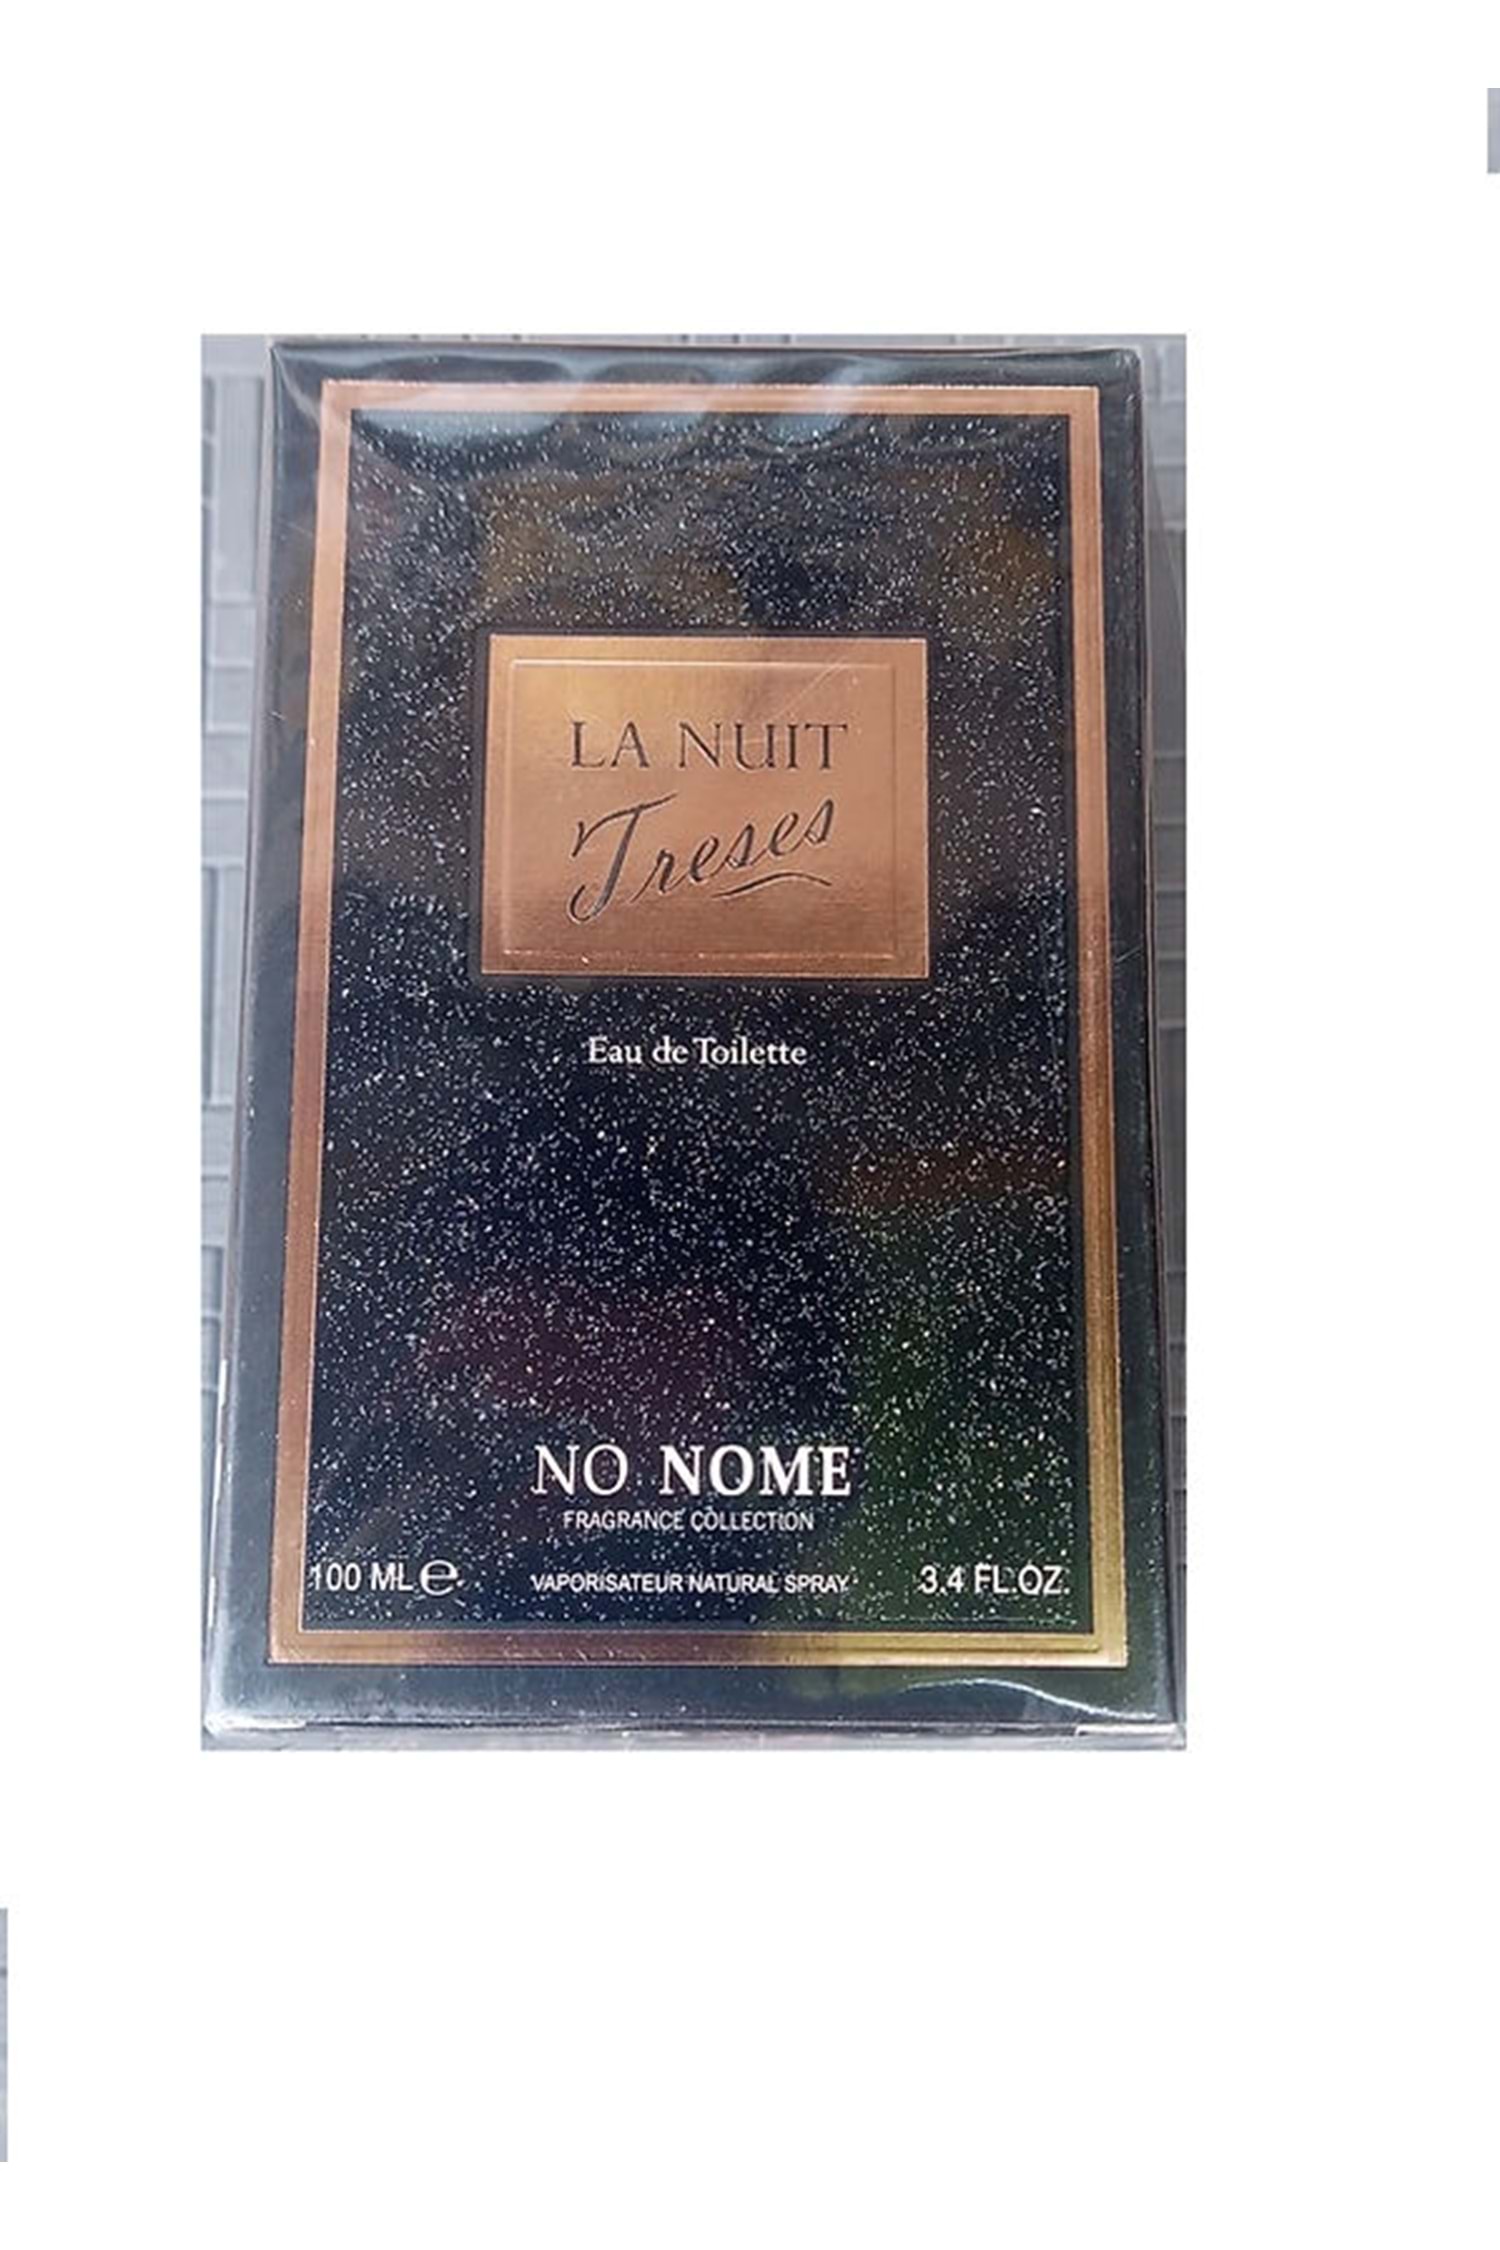 LA NUIT
Treses
Eau de Toilette
NO NOME
FRAGRANCE COLLECTION
100 ML e VAPORISATEUR NATURAL SPRAY 3.4 FL.OZ.